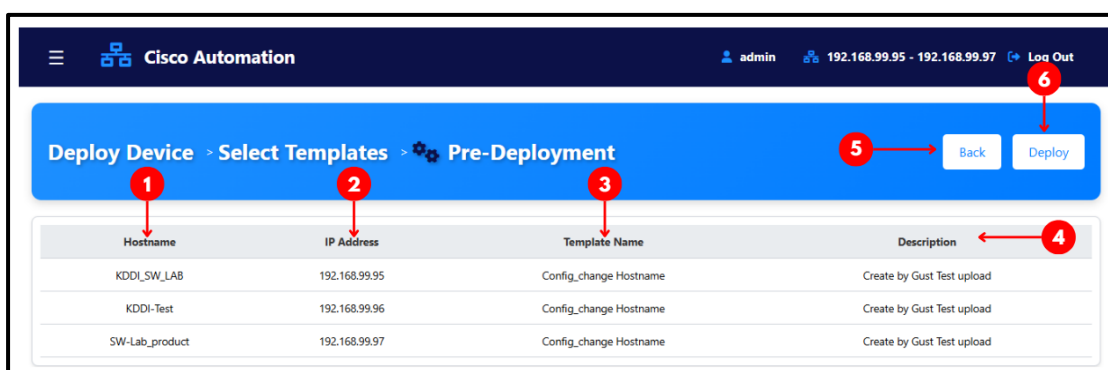 Cisco Automation admin 192.168.99.95 - 192.168.99.97 Log Out
6
Deploy Device > Select Templates > Pre-Deployment 5 Back Deploy
1 2 3
Hostname IP Address Template Name Description 4
KDDI_SW_LAB 192.168.99.95 Config_change Hostname Create by Gust Test upload
KDDI-Test 192.168.99.96 Config_change Hostname Create by Gust Test upload
SW-Lab_product 192.168.99.97 Config_change Hostname Create by Gust Test upload